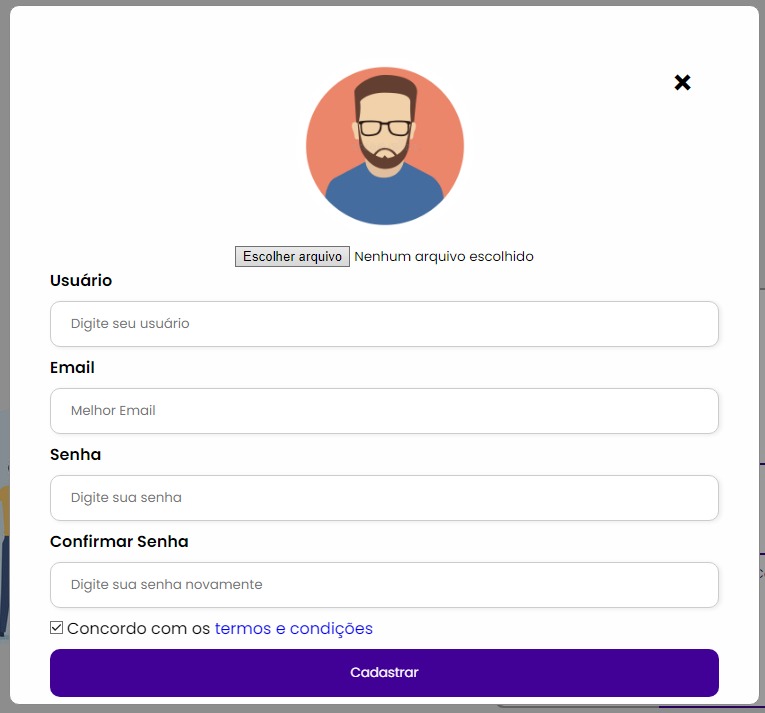 Escolher arquivo Nenhum arquivo escolhido
Usuário
Digite seu usuário
Email
Melhor Email
Senha
Digite sua senha
Confirmar Senha
Digite sua senha novamente
Concordo com os termos e condições
Cadastrar